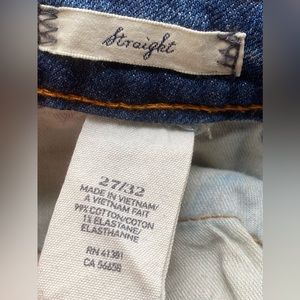 Straight
27/32
MADE IN VIETNAM/
A VIETNAM FAIT
99% COTTON/COTON
1% ELASTANE/
ELASTHANNE
RN 41381
CA 56858